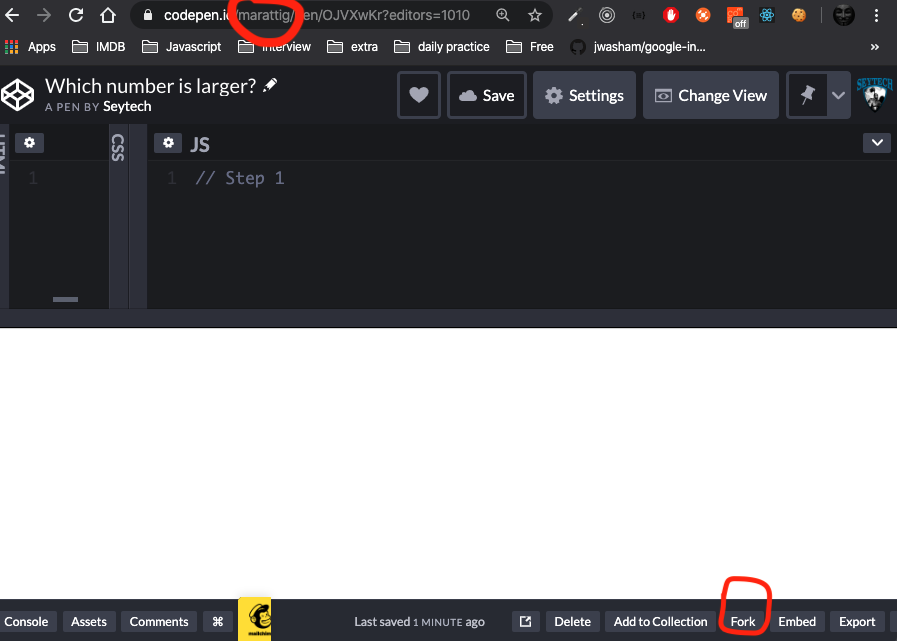 codepen.io/marattig/pen/OJVXwKr?editors=1010
off
Apps IMDB Javascript Interview extra daily practice Free jwasham/google-in... »
Which number is larger?
A PEN BY Seytech
Save Settings Change View
SEYTECH
HTML CSS JS
1
1 // Step 1
Console Assets Comments ⌘ mailchimp Last saved 1 MINUTE ago Delete Add to Collection Fork Embed Export